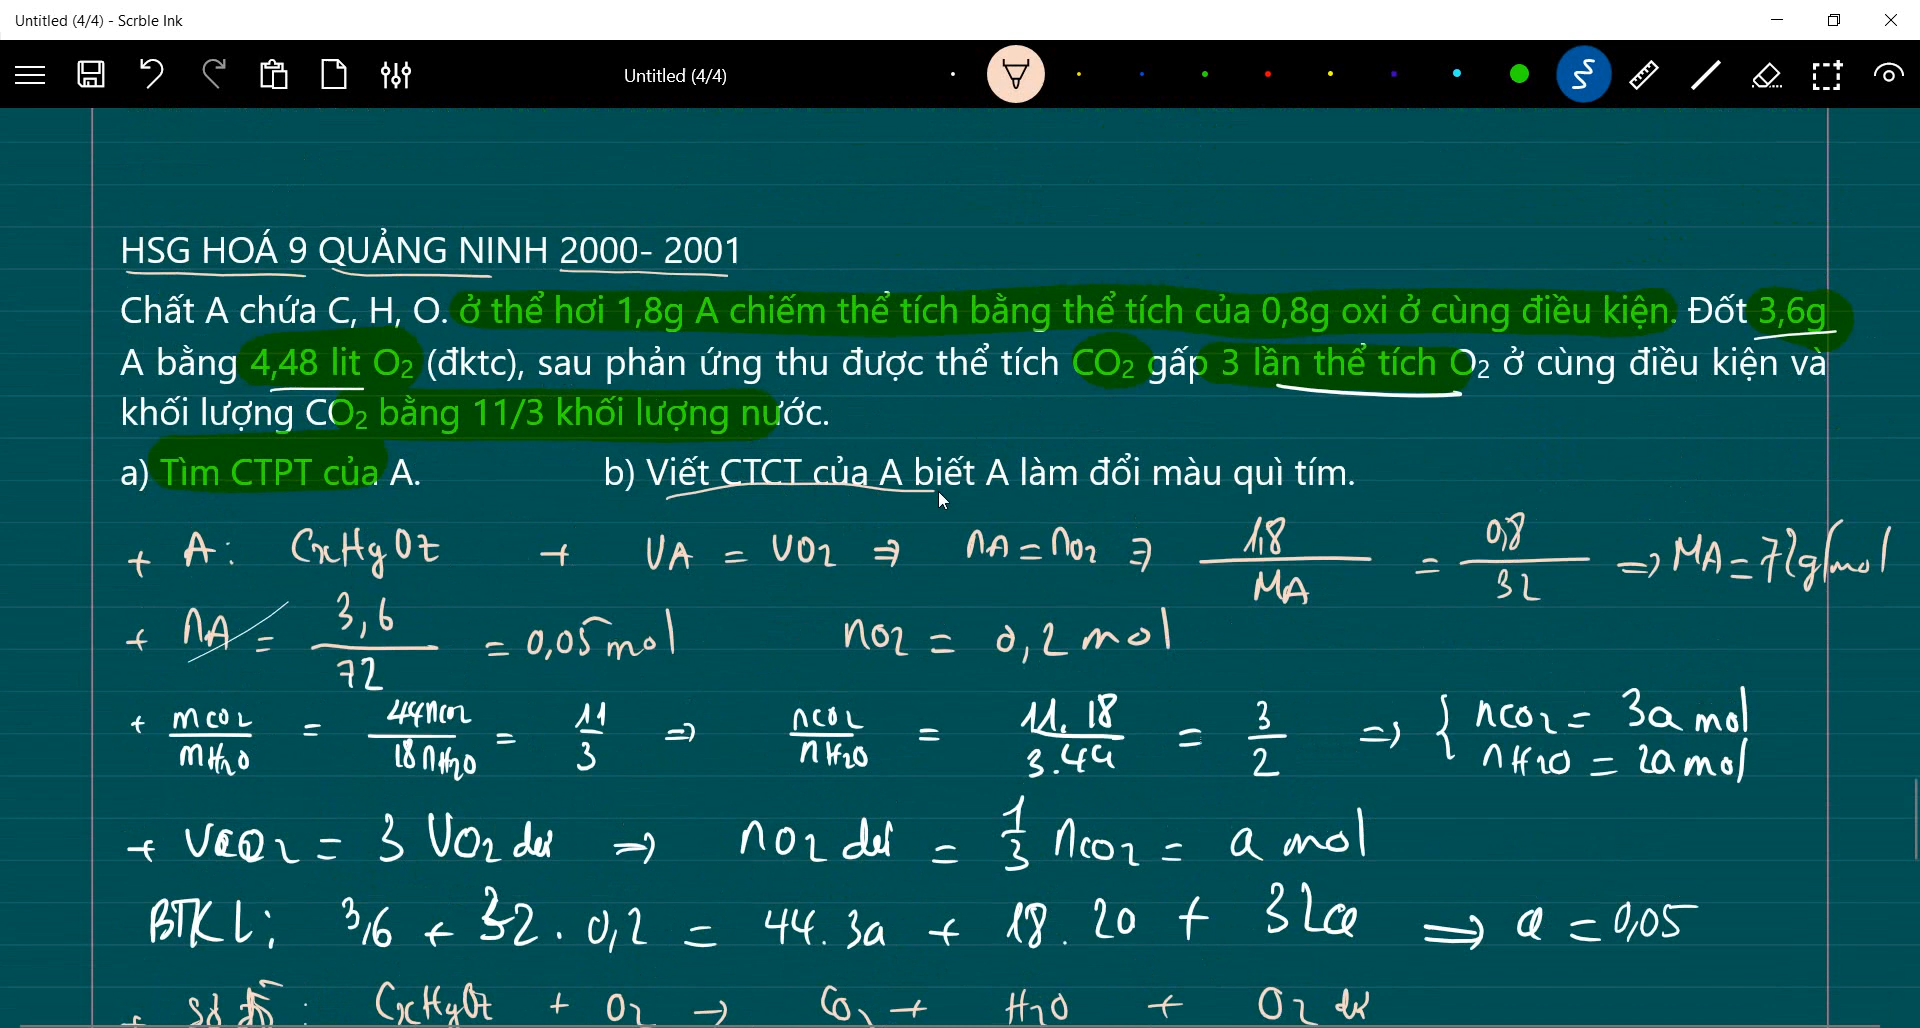 Untitled (4/4) - Scrble Ink
Untitled (4/4)
HSG HOÁ 9 QUẢNG NINH 2000- 2001
Chất A chứa C, H, O. ở thể hơi 1,8g A chiếm thể tích bằng thể tích của 0,8g oxi ở cùng điều kiện. Đốt 3,6g
A bằng 4,48 lit O₂ (đktc), sau phản ứng thu được thể tích CO₂ gấp 3 lần thể tích O₂ ở cùng điều kiện và
khối lượng CO₂ bằng 11/3 khối lượng nước.
a) Tìm CTPT của A. b) Viết CTCT của A biết A làm đổi màu quì tím.
+ A: CxHyOz + VA = VO2 => nA = nO2 => 1,8/MA = 0,8/32 => MA = 72g/mol
+ nA = 3,6/72 = 0,05 mol nO2 = 0,2 mol
+ mCO2/mH2O = 44nCO2/18nH2O = 11/3 => nCO2/nH2O = 11.18/3.44 = 3/2 => { nCO2 = 3a mol
nH2O = 2a mol
+ VCO2 = 3 VO2 dư => nO2 dư = 1/3 nCO2 = a mol
BTKL: 3,6 + 32 . 0,2 = 44.3a + 18.2a + 32a => a = 0,05
+ Sơ đồ: CxHyOz + O2 → CO2 + H2O + O2 dư